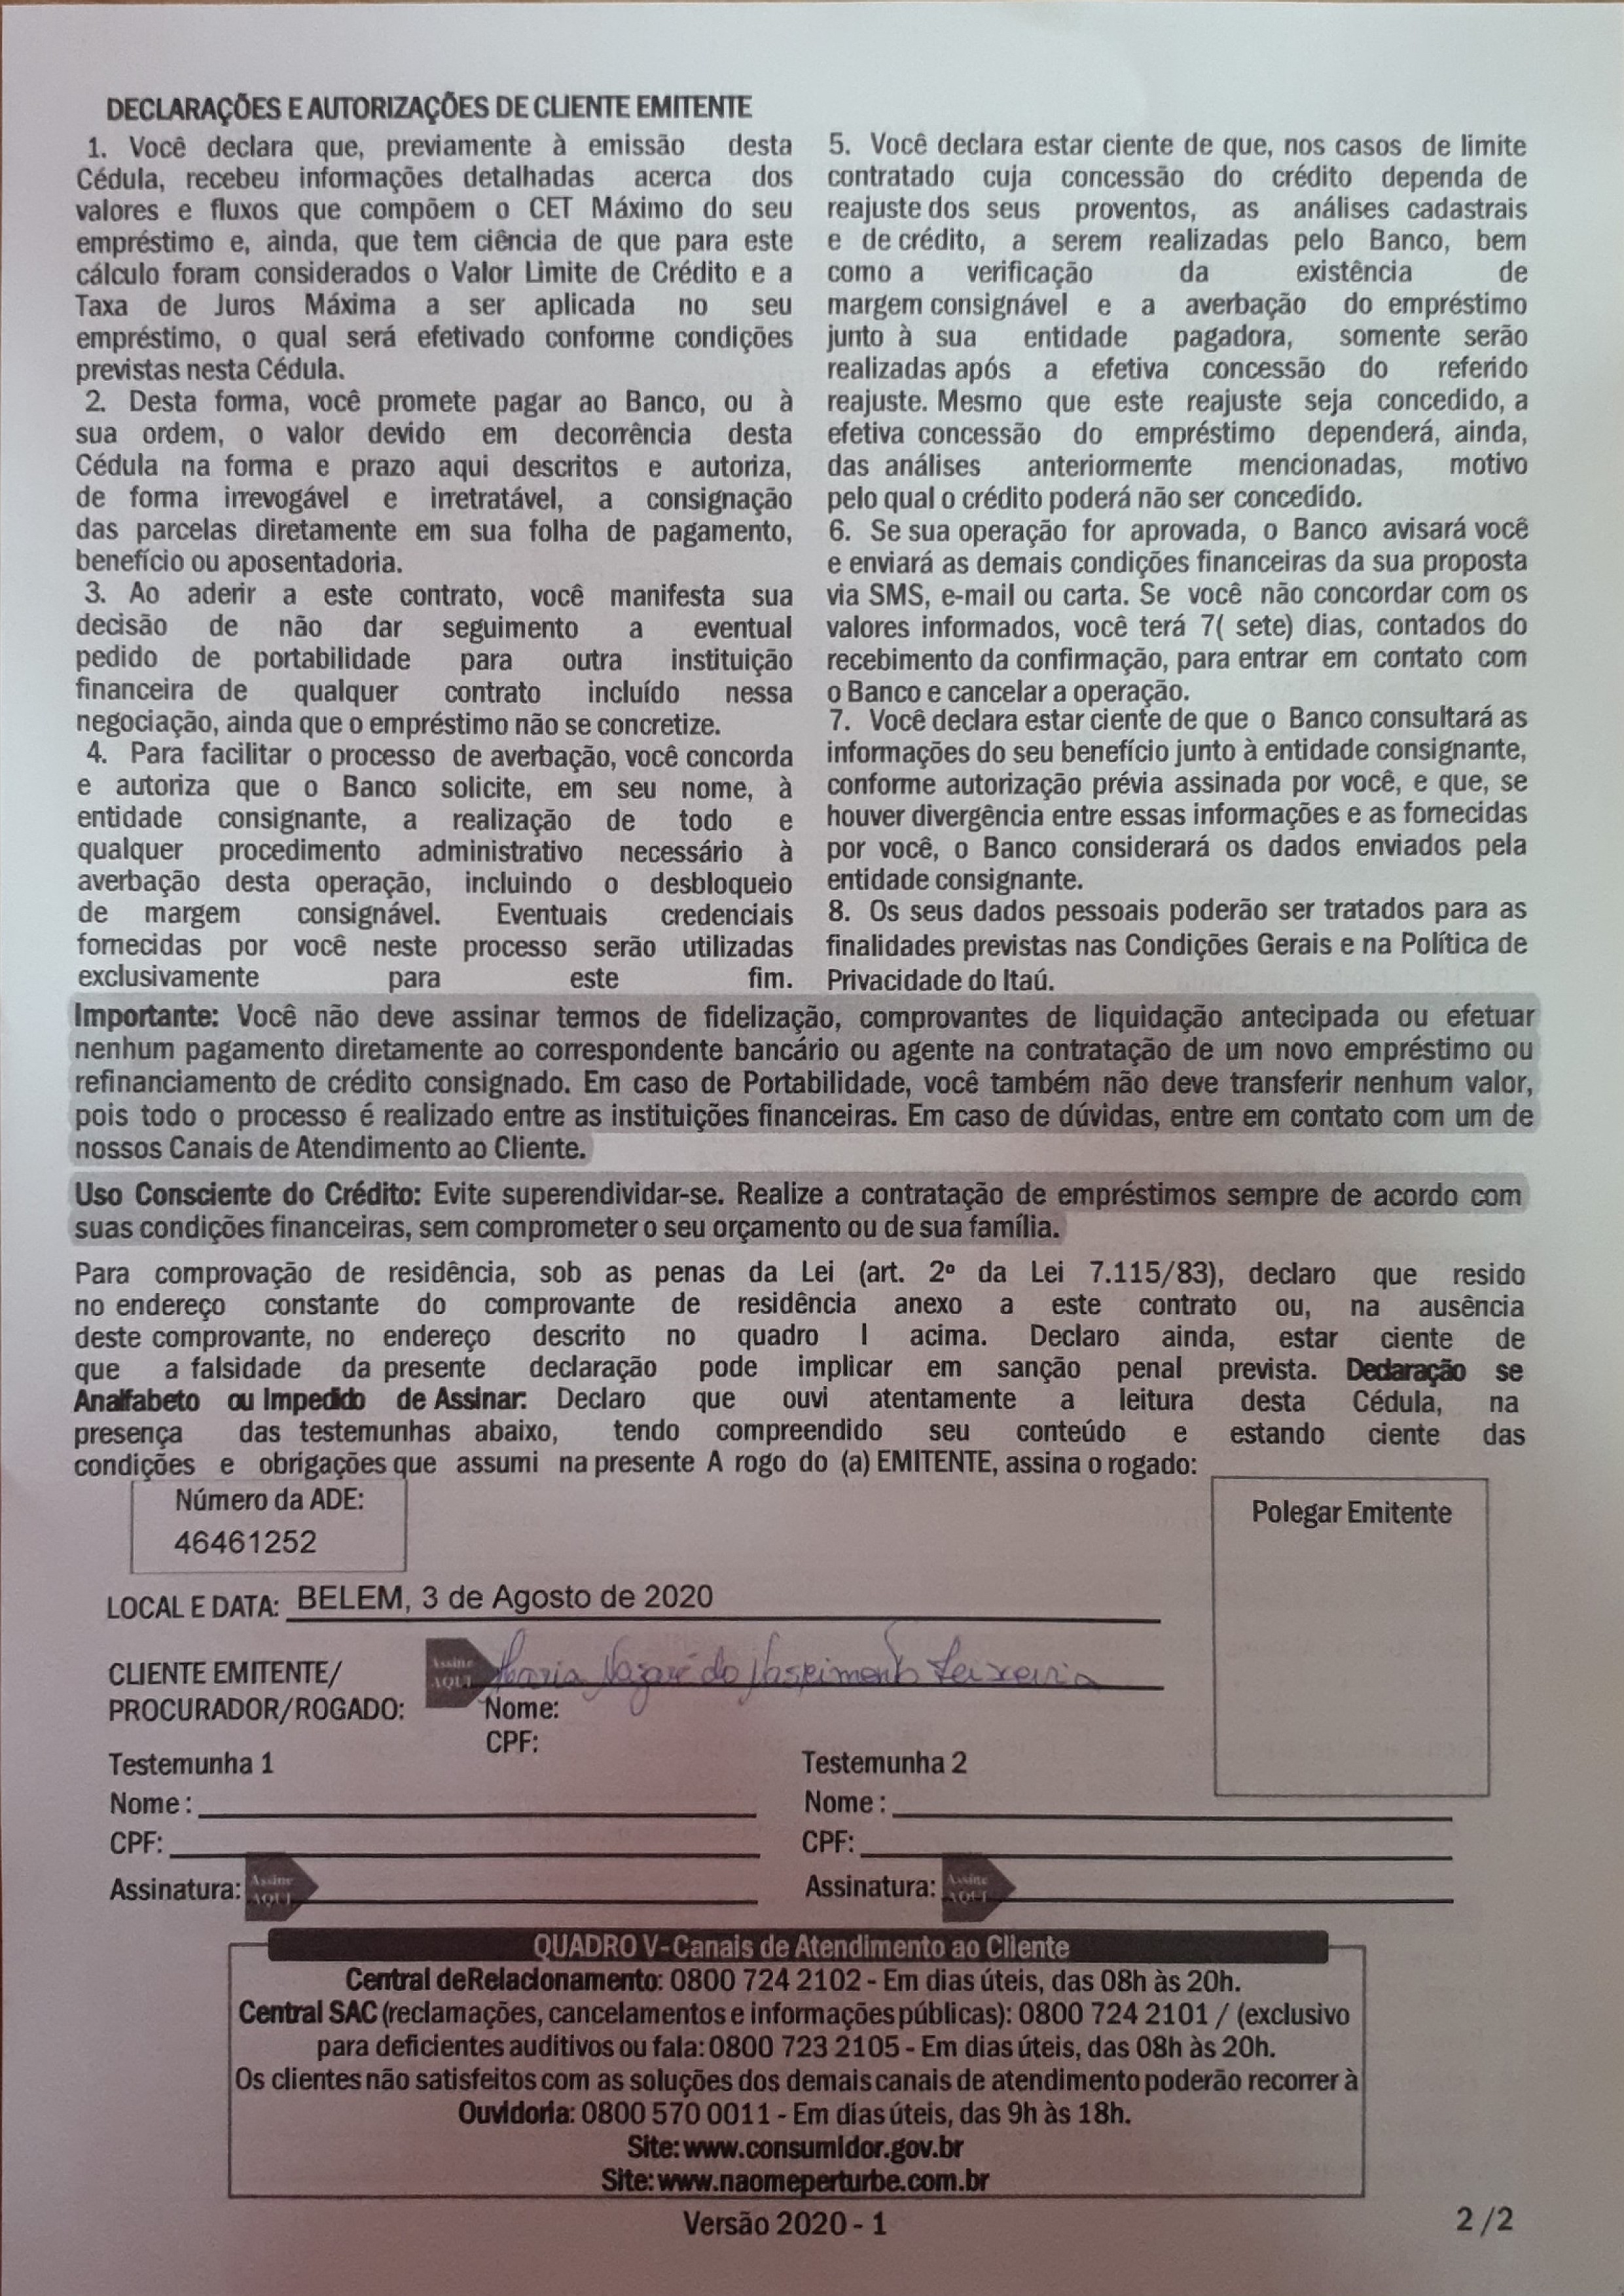 DECLARAÇÕES E AUTORIZAÇÕES DE CLIENTE EMITENTE
1. Você declara que, previamente à emissão desta
Cédula, recebeu informações detalhadas acerca dos
valores e fluxos que compõem o CET Máximo do seu
empréstimo e, ainda, que tem ciência de que para este
cálculo foram considerados o Valor Limite de Crédito e a
Taxa de Juros Máxima a ser aplicada no seu
empréstimo, o qual será efetivado conforme condições
previstas nesta Cédula.
2. Desta forma, você promete pagar ao Banco, ou à
sua ordem, o valor devido em decorrência desta
Cédula na forma e prazo aqui descritos e autoriza,
de forma irrevogável e irretratável, a consignação
das parcelas diretamente em sua folha de pagamento,
benefício ou aposentadoria.
3. Ao aderir a este contrato, você manifesta sua
decisão de não dar seguimento a eventual
pedido de portabilidade para outra instituição
financeira de qualquer contrato incluído nessa
negociação, ainda que o empréstimo não se concretize.
4. Para facilitar o processo de averbação, você concorda
e autoriza que o Banco solicite, em seu nome, à
entidade consignante, a realização de todo e
qualquer procedimento administrativo necessário à
averbação desta operação, incluindo o desbloqueio
de margem consignável. Eventuais credenciais
fornecidas por você neste processo serão utilizadas
exclusivamente para este fim.
5. Você declara estar ciente de que, nos casos de limite
contratado cuja concessão do crédito dependa de
reajuste dos seus proventos, as análises cadastrais
e de crédito, a serem realizadas pelo Banco, bem
como a verificação da existência de
margem consignável e a averbação do empréstimo
junto à sua entidade pagadora, somente serão
realizadas após a efetiva concessão do referido
reajuste. Mesmo que este reajuste seja concedido, a
efetiva concessão do empréstimo dependerá, ainda,
das análises anteriormente mencionadas, motivo
pelo qual o crédito poderá não ser concedido.
6. Se sua operação for aprovada, o Banco avisará você
e enviará as demais condições financeiras da sua proposta
via SMS, e-mail ou carta. Se você não concordar com os
valores informados, você terá 7( sete) dias, contados do
recebimento da confirmação, para entrar em contato com
o Banco e cancelar a operação.
7. Você declara estar ciente de que o Banco consultará as
informações do seu benefício junto à entidade consignante,
conforme autorização prévia assinada por você, e que, se
houver divergência entre essas informações e as fornecidas
por você, o Banco considerará os dados enviados pela
entidade consignante.
8. Os seus dados pessoais poderão ser tratados para as
finalidades previstas nas Condições Gerais e na Política de
Privacidade do Itaú.
Importante: Você não deve assinar termos de fidelização, comprovantes de liquidação antecipada ou efetuar
nenhum pagamento diretamente ao correspondente bancário ou agente na contratação de um novo empréstimo ou
refinanciamento de crédito consignado. Em caso de Portabilidade, você também não deve transferir nenhum valor,
pois todo o processo é realizado entre as instituições financeiras. Em caso de dúvidas, entre em contato com um de
nossos Canais de Atendimento ao Cliente.
Uso Consciente do Crédito: Evite superendividar-se. Realize a contratação de empréstimos sempre de acordo com
suas condições financeiras, sem comprometer o seu orçamento ou de sua família.
Para comprovação de residência, sob as penas da Lei (art. 2º da Lei 7.115/83), declaro que resido
no endereço constante do comprovante de residência anexo a este contrato ou, na ausência
deste comprovante, no endereço descrito no quadro I acima. Declaro ainda, estar ciente de
que a falsidade da presente declaração pode implicar em sanção penal prevista. Declaração se
Analfabeto ou Impedido de Assinar: Declaro que ouvi atentamente a leitura desta Cédula, na
presença das testemunhas abaixo, tendo compreendido seu conteúdo e estando ciente das
condições e obrigações que assumi na presente A rogo do (a) EMITENTE, assina o rogado:
Número da ADE:
46461252
Polegar Emitente
LOCAL E DATA: BELEM, 3 de Agosto de 2020
CLIENTE EMITENTE/
PROCURADOR/ROGADO:
Assine
AQUI
Maria Nazaré do Nascimento Teixeira
Nome:
CPF:
Testemunha 1
Nome :
CPF:
Assinatura:
Assine
AQUI
Testemunha 2
Nome :
CPF:
Assinatura:
Assine
AQUI
QUADRO V-Canais de Atendimento ao Cliente
Central de Relacionamento: 0800 724 2102 - Em dias úteis, das 08h às 20h.
Central SAC (reclamações, cancelamentos e informações públicas): 0800 724 2101 / (exclusivo
para deficientes auditivos ou fala: 0800 723 2105 - Em dias úteis, das 08h às 20h.
Os clientes não satisfeitos com as soluções dos demais canais de atendimento poderão recorrer à
Ouvidoria: 0800 570 0011 - Em dias úteis, das 9h às 18h.
Site: www.consumidor.gov.br
Site: www.naomeperturbe.com.br
Versão 2020 - 1
2 /2